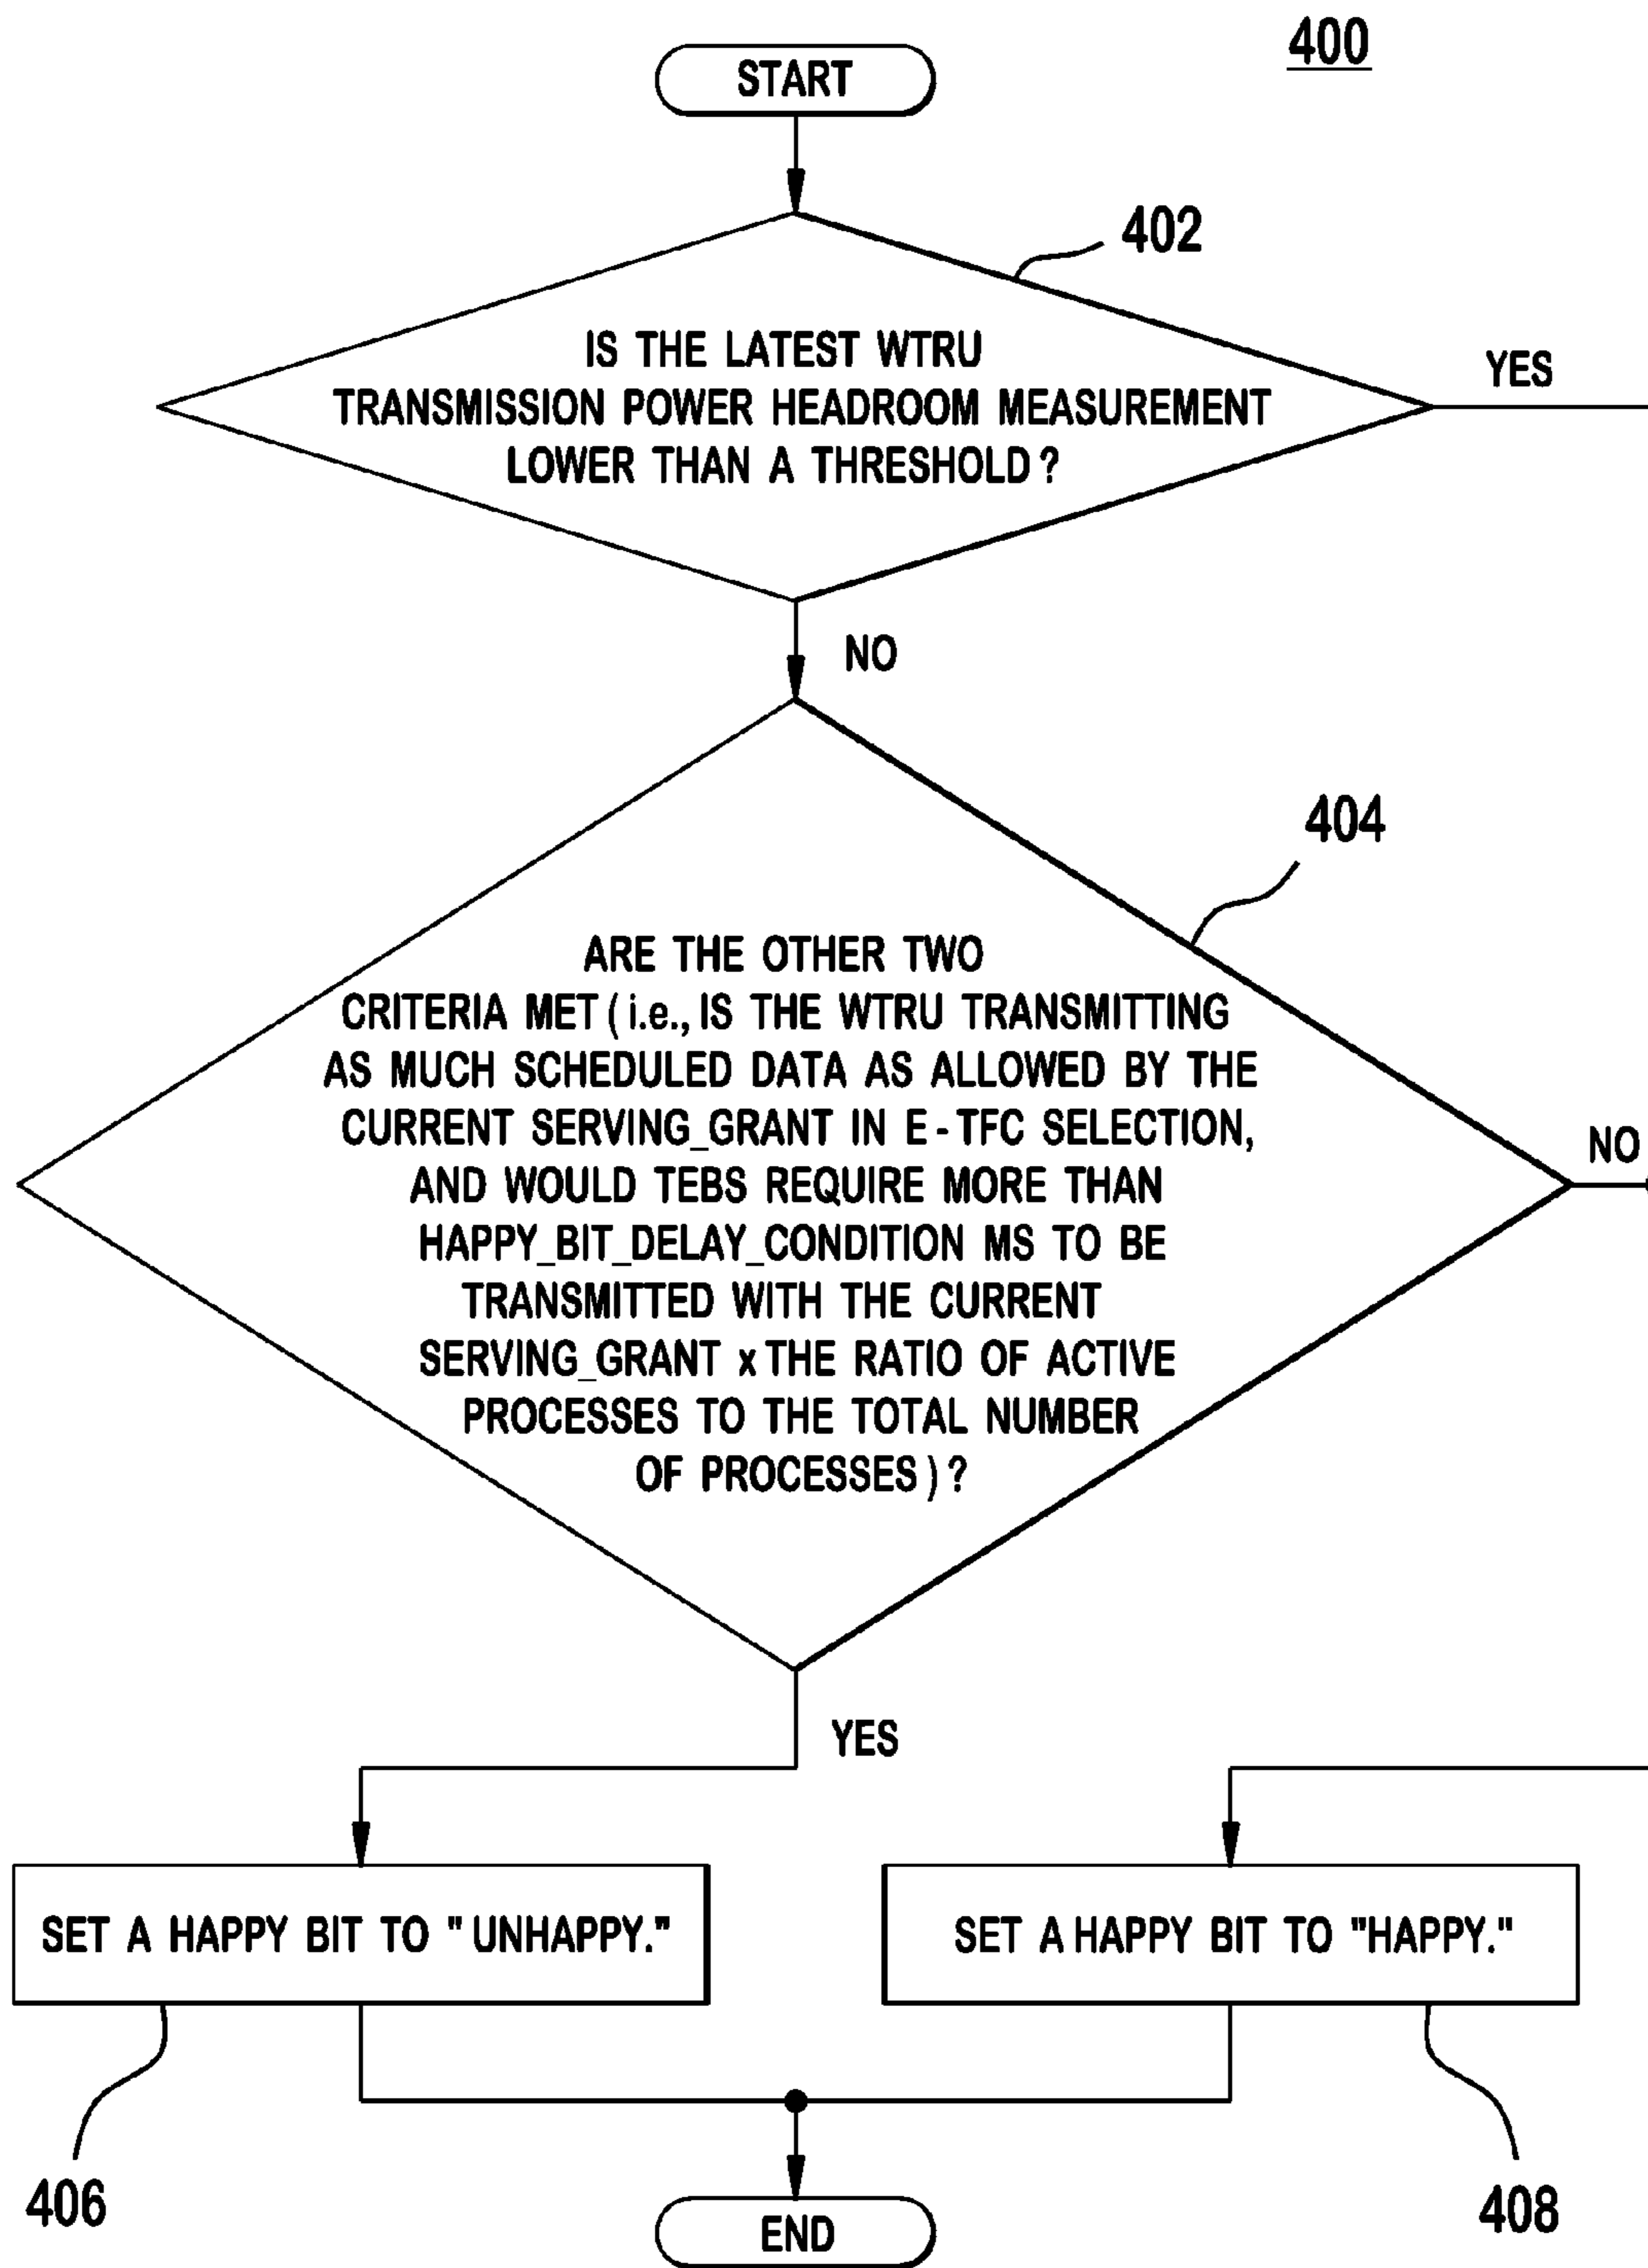 400
START
402
IS THE LATEST WTRU
TRANSMISSION POWER HEADROOM MEASUREMENT
LOWER THAN A THRESHOLD?
YES
NO
404
ARE THE OTHER TWO
CRITERIA MET (i.e., IS THE WTRU TRANSMITTING
AS MUCH SCHEDULED DATA AS ALLOWED BY THE
CURRENT SERVING_GRANT IN E-TFC SELECTION,
AND WOULD TEBS REQUIRE MORE THAN
HAPPY_BIT_DELAY_CONDITION MS TO BE
TRANSMITTED WITH THE CURRENT
SERVING_GRANT x THE RATIO OF ACTIVE
PROCESSES TO THE TOTAL NUMBER
OF PROCESSES)?
NO
YES
SET A HAPPY BIT TO "UNHAPPY."
SET A HAPPY BIT TO "HAPPY."
406
408
END